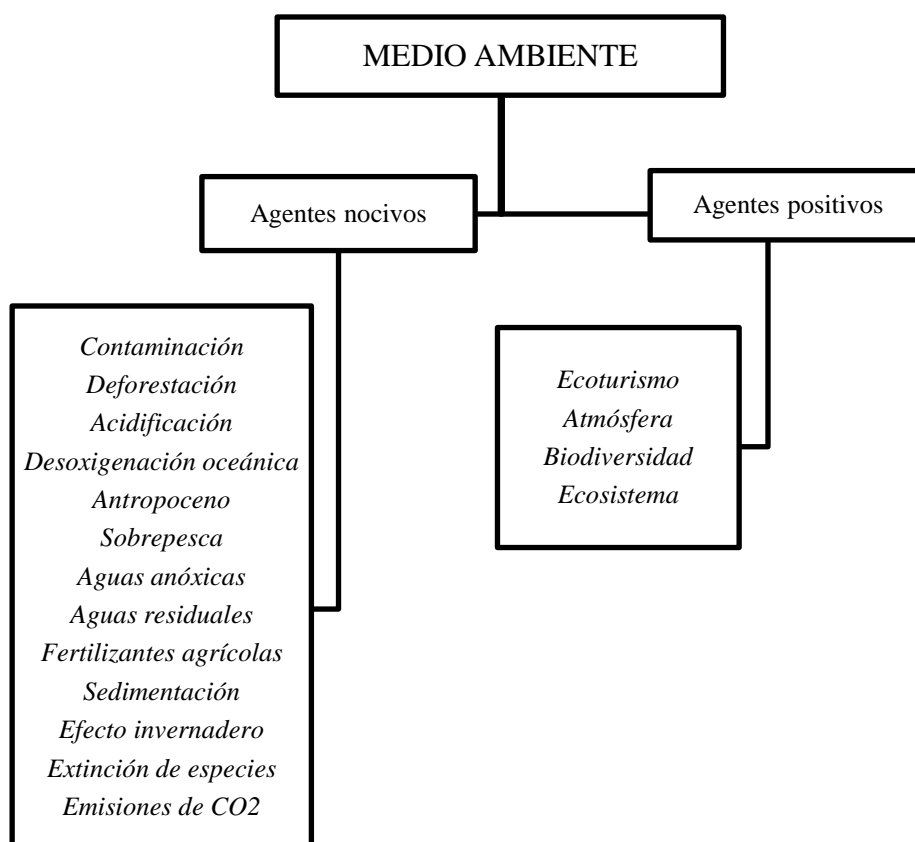 MEDIO AMBIENTE
Agentes nocivos
Agentes positivos
Contaminación
Deforestación
Acidificación
Desoxigenación oceánica
Antropoceno
Sobrepesca
Aguas anóxicas
Aguas residuales
Fertilizantes agrícolas
Sedimentación
Efecto invernadero
Extinción de especies
Emisiones de CO2
Ecoturismo
Atmósfera
Biodiversidad
Ecosistema